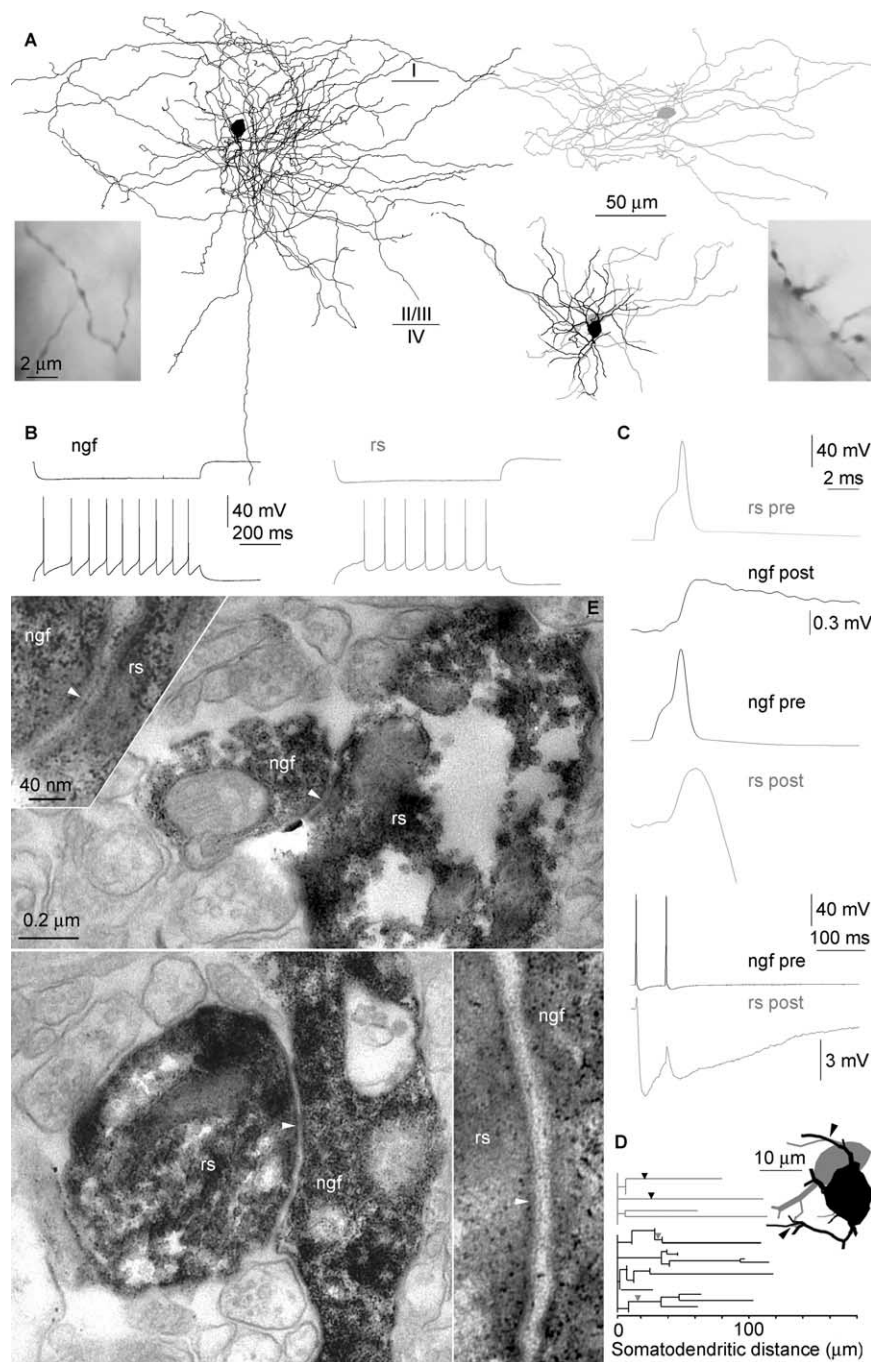 A
I
50 μm
II/III
IV
2 μm
B
ngf
rs
40 mV
200 ms
C
40 mV
2 ms
rs pre
ngf post
0.3 mV
ngf pre
rs post
40 mV
100 ms
ngf pre
rs post
3 mV
E
ngf
rs
40 nm
ngf
rs
0.2 μm
rs
ngf
ngf
rs
D
10 μm
0
100
Somatodendritic distance (μm)